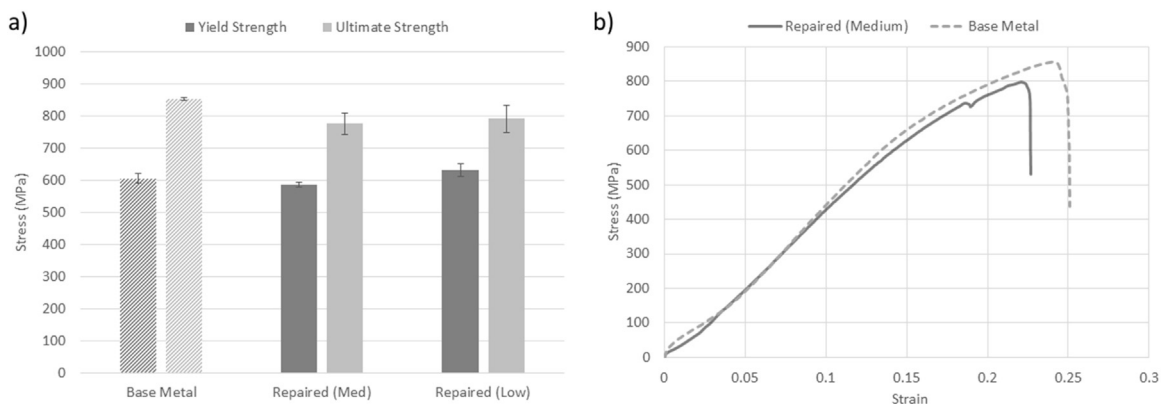 a)
Yield Strength Ultimate Strength
1000
900
800
700
600
500
400
300
200
100
0
Stress (MPa)
Base Metal Repaired (Med) Repaired (Low)
b)
Repaired (Medium) Base Metal
900
800
700
600
500
400
300
200
100
0
Stress (MPa)
0 0.05 0.1 0.15 0.2 0.25 0.3
Strain